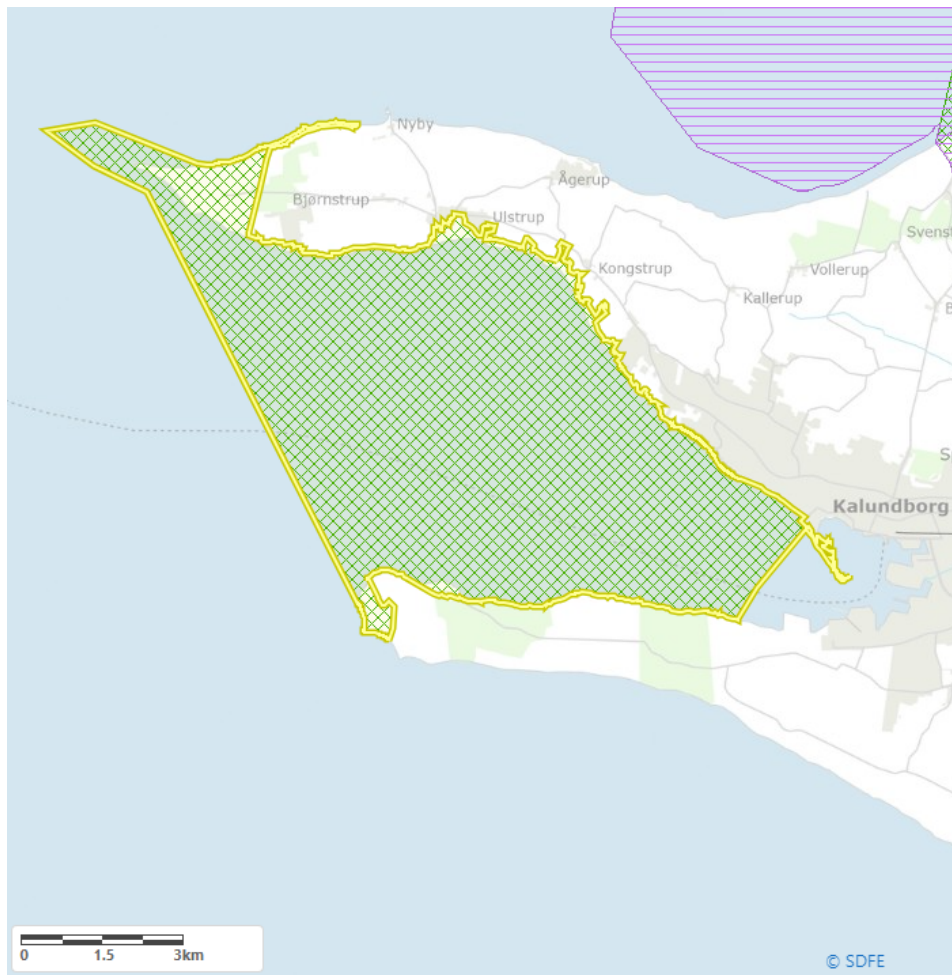 Nyby
Ågerup
Bjørnstrup
Ulstrup
Svenst
Kongstrup
Vollerup
Kallerup
B
S
Kalundborg
0 1.5 3km
© SDFE